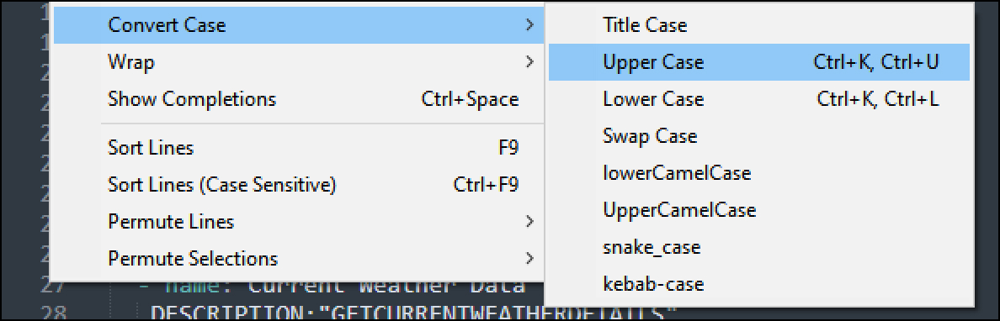 Convert Case
Wrap
Show Completions Ctrl+Space
Sort Lines F9
Sort Lines (Case Sensitive) Ctrl+F9
Permute Lines
Permute Selections
Title Case
Upper Case Ctrl+K, Ctrl+U
Lower Case Ctrl+K, Ctrl+L
Swap Case
lowerCamelCase
UpperCamelCase
snake_case
kebab-case
27 - name: Current Weather Data
28 DESCRIPTION:"GETCURRENTWEATHERDETAILS"